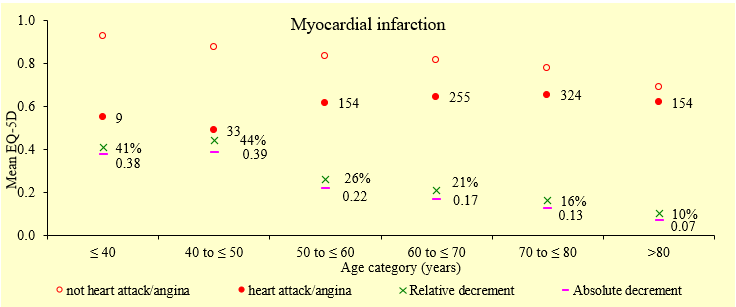 Myocardial infarction
Mean EQ-5D
1.0
0.8
0.6
0.4
0.2
0.0
9
33
154
255
324
154
41%
44%
26%
21%
16%
10%
0.38
0.39
0.22
0.17
0.13
0.07
≤ 40
40 to ≤ 50
50 to ≤ 60
60 to ≤70
70 to ≤ 80
>80
Age category (years)
not heart attack/angina
heart attack/angina
Relative decrement
Absolute decrement